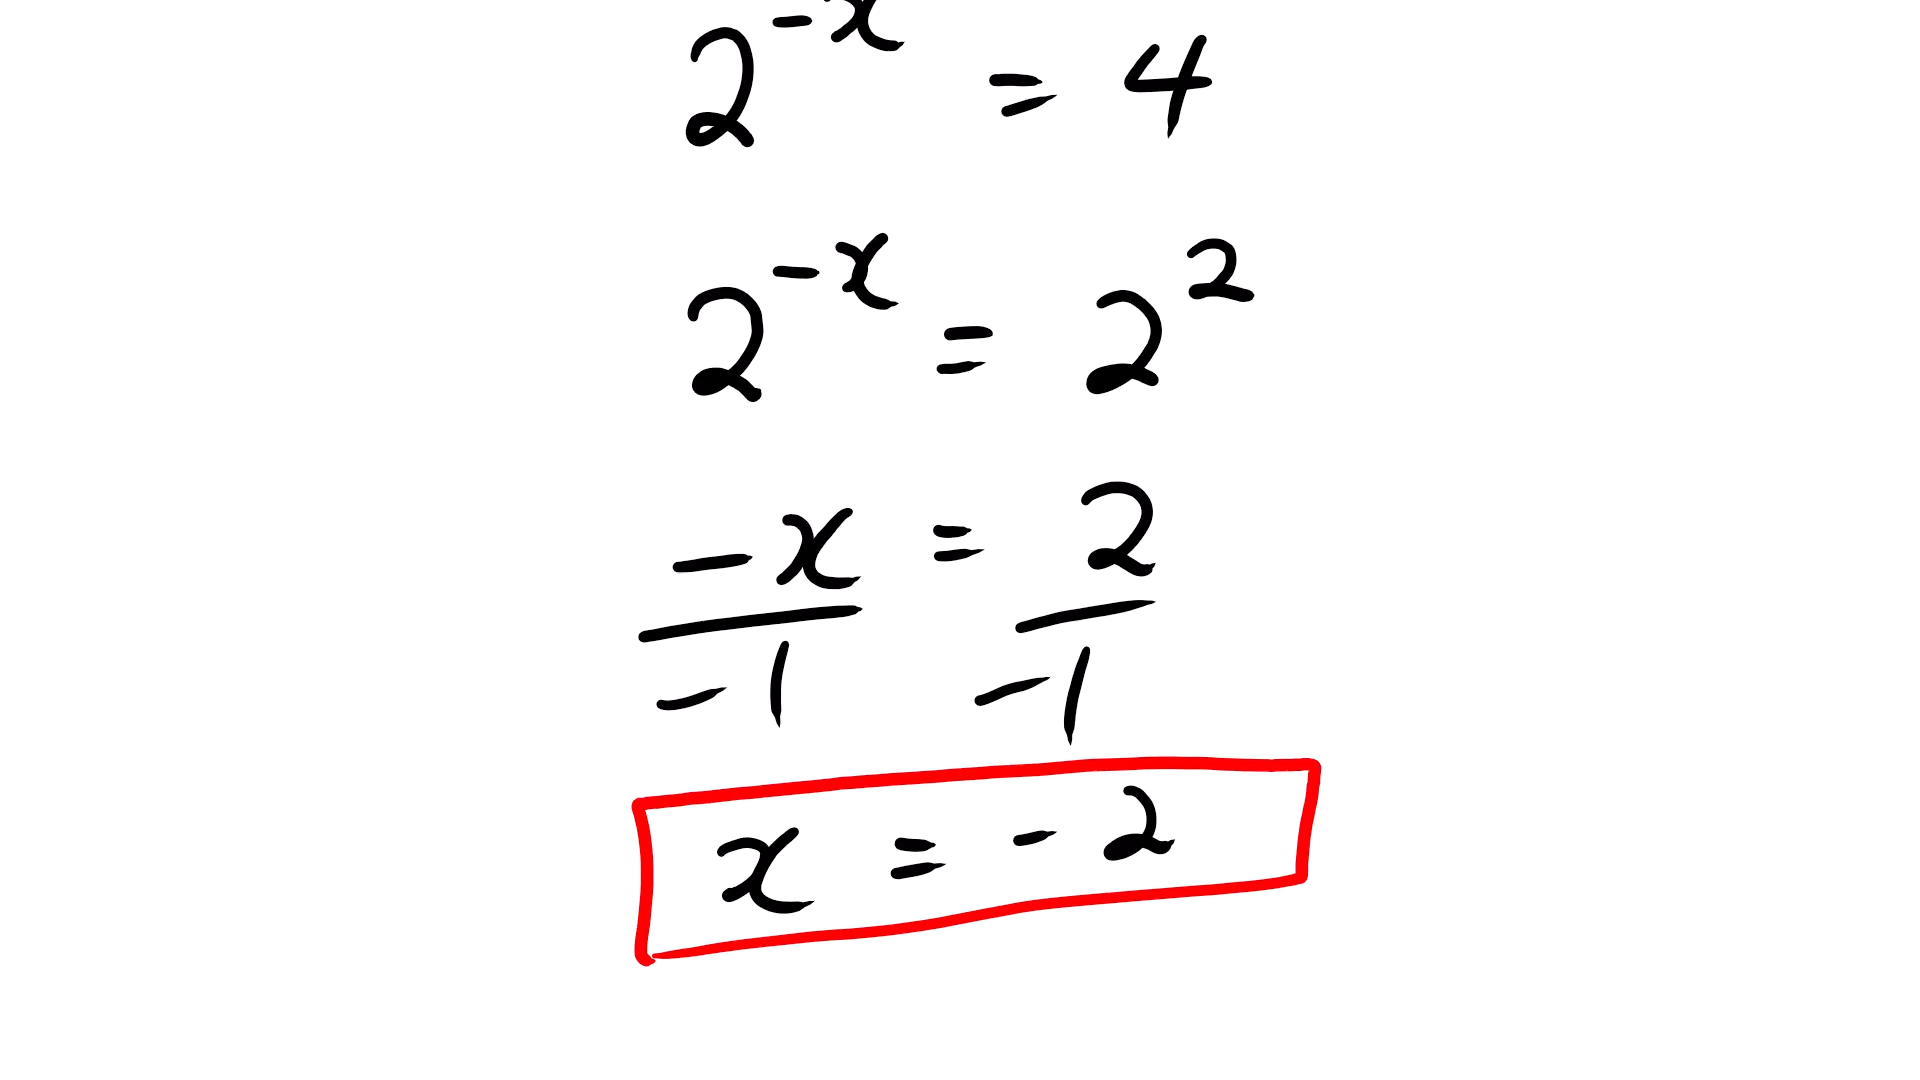 2^{-x} = 4
2^{-x} = 2^2
-x = 2
-1 -1
x = -2